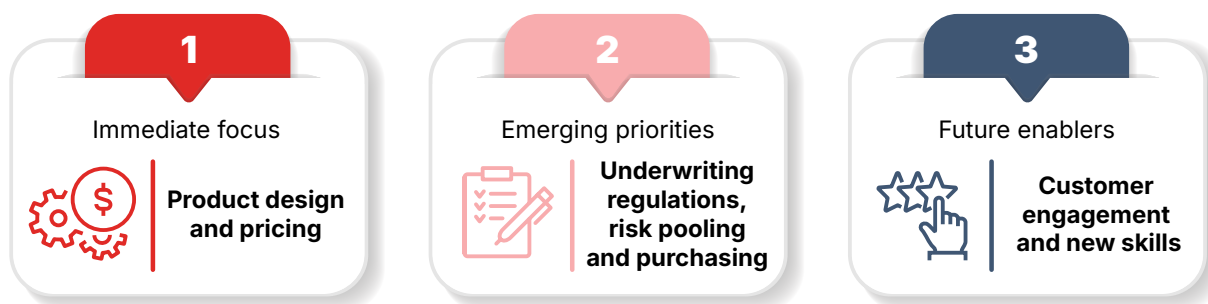 1
Immediate focus
$
Product design
and pricing
2
Emerging priorities
Underwriting
regulations,
risk pooling
and purchasing
3
Future enablers
Customer
engagement
and new skills